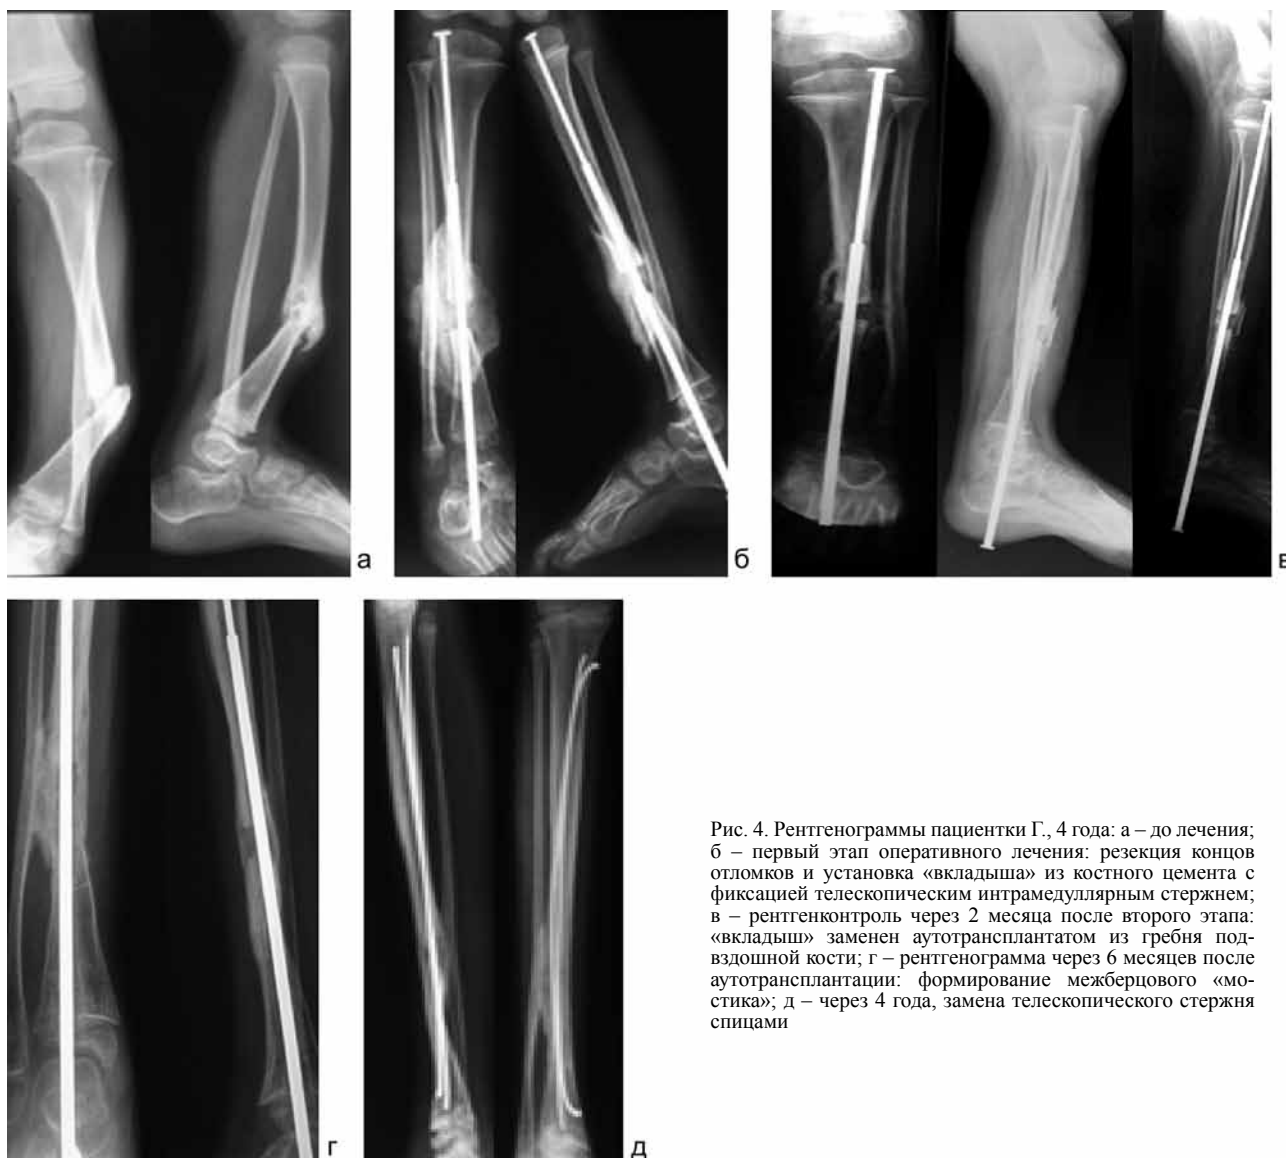 а
б
в
г
д
Рис. 4. Рентгенограммы пациентки Г., 4 года: а – до лечения;
б – первый этап оперативного лечения: резекция концов
отломков и установка «вкладыша» из костного цемента с
фиксацией телескопическим интрамедуллярным стержнем;
в – рентгенконтроль через 2 месяца после второго этапа:
«вкладыш» заменен аутотрансплантатом из гребня под-
вздошной кости; г – рентгенограмма через 6 месяцев после
аутотрансплантации: формирование межберцового «мо-
стика»; д – через 4 года, замена телескопического стержня
спицами